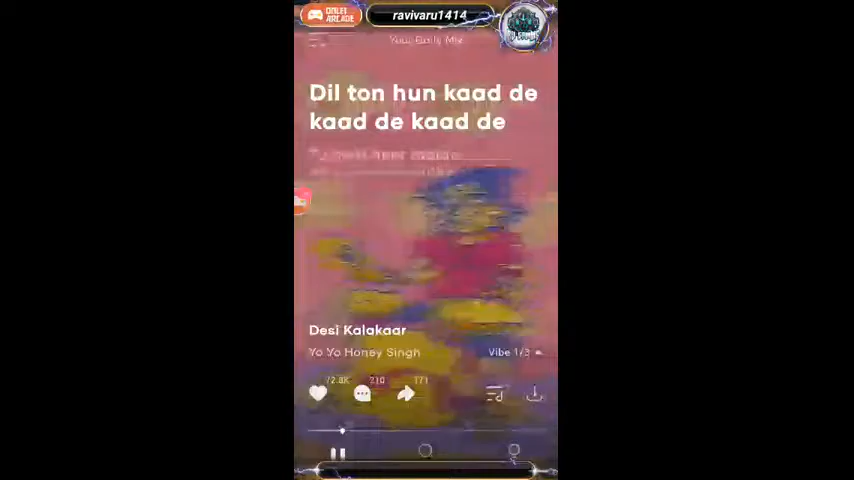 OMLET
ARCADE
ravivaru1414
Your Daily Mix
Dil ton hun kaad de
kaad de kaad de
Desi Kalakaar
Yo Yo Honey Singh
Vibe 1/3
72.8K
210
171